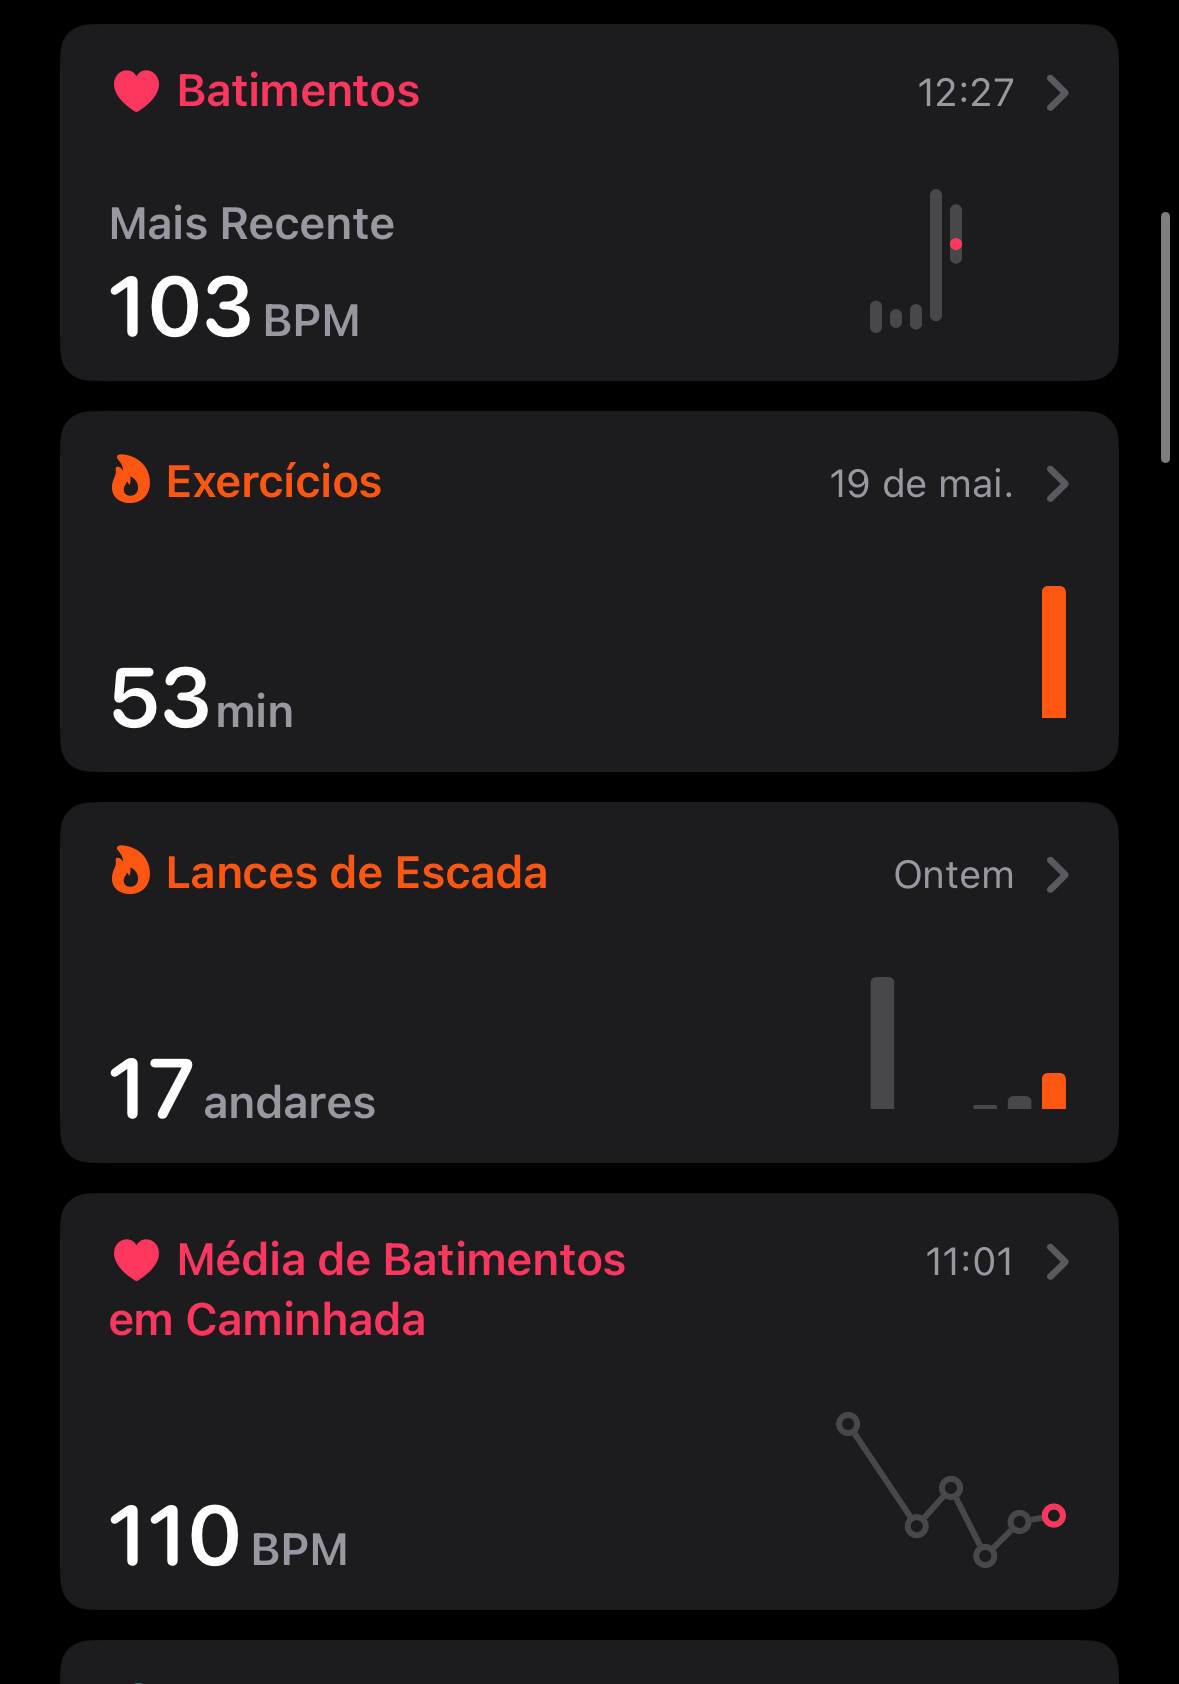 Batimentos
12:27
Mais Recente
103 BPM
Exercícios
19 de mai.
53 min
Lances de Escada
Ontem
17 andares
Média de Batimentos
em Caminhada
11:01
110 BPM